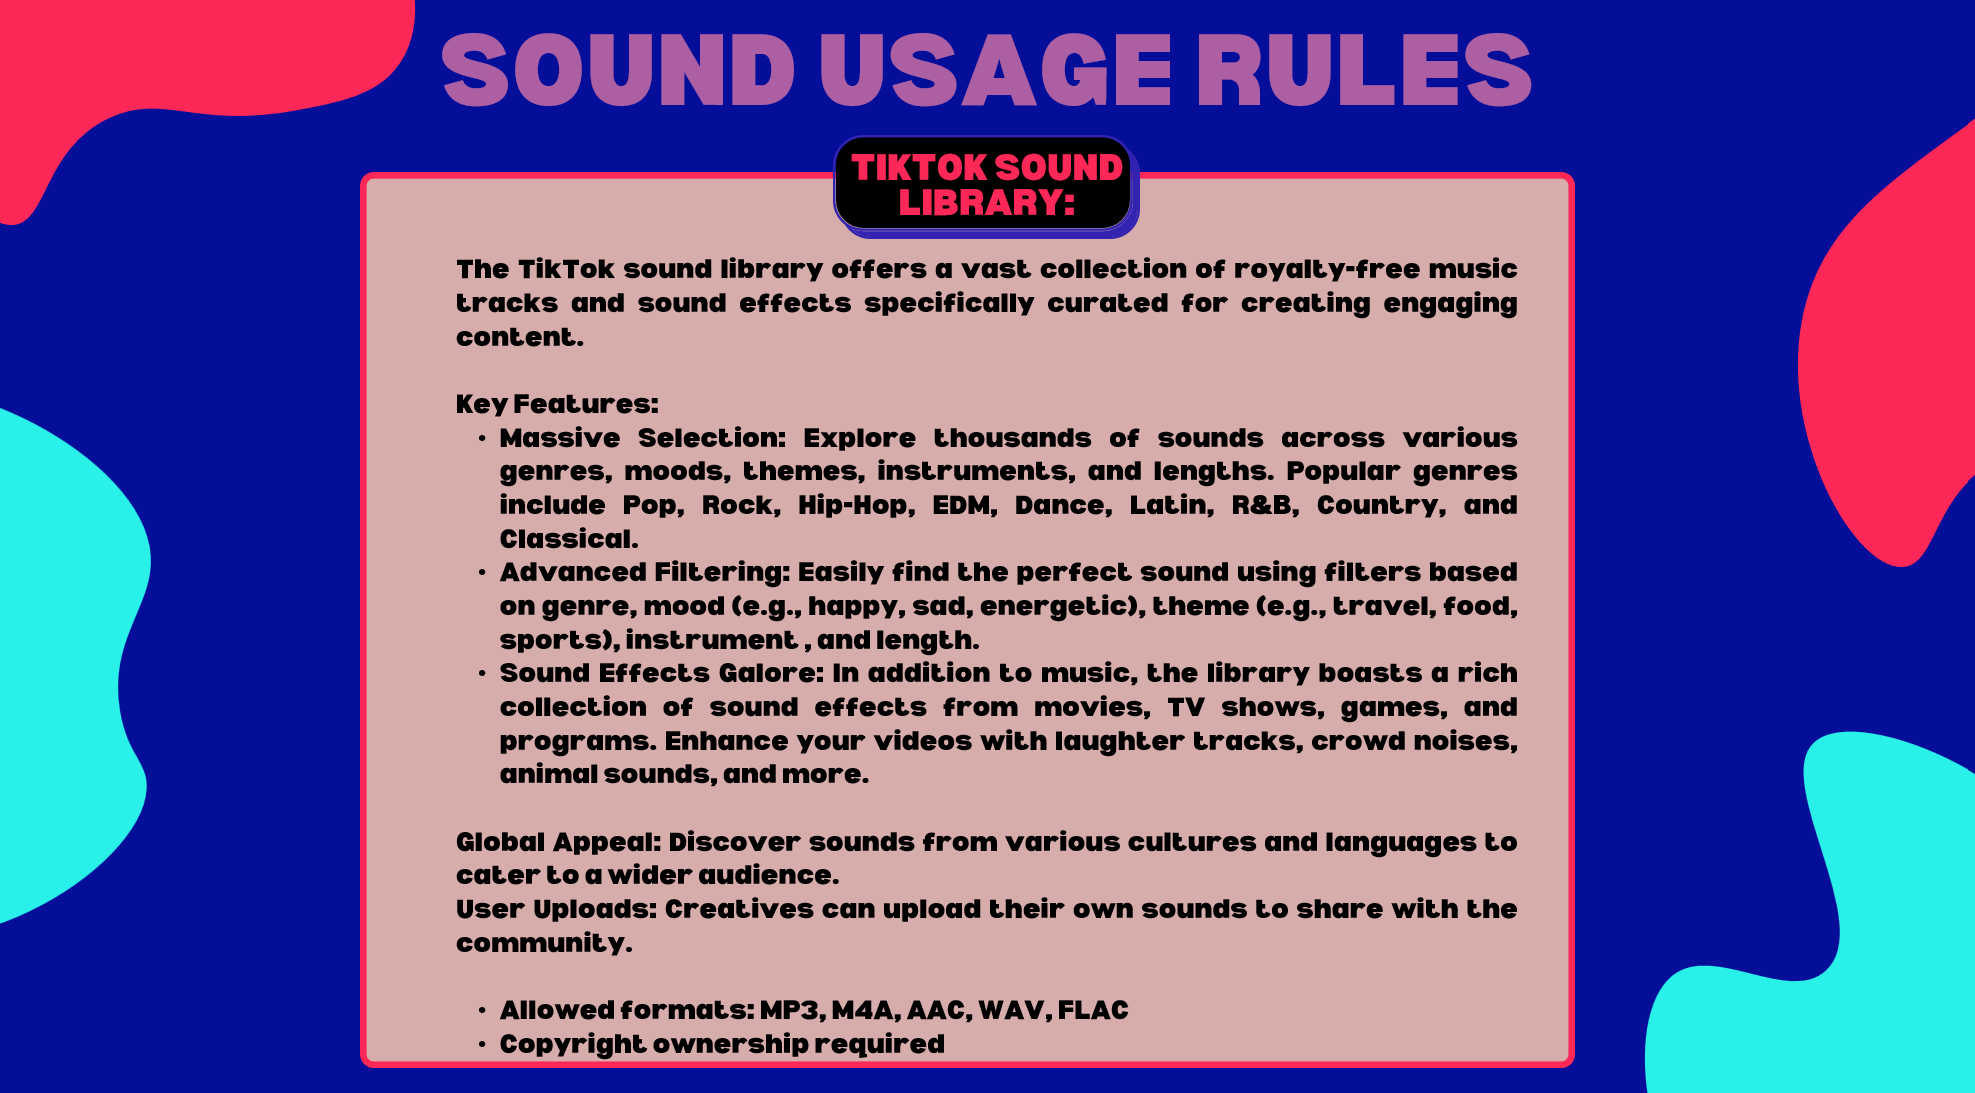 SOUND USAGE RULES
TIKTOK SOUND
LIBRARY:
The TikTok sound library offers a vast collection of royalty-free music
tracks and sound effects specifically curated for creating engaging
content.
Key Features:
• Massive Selection: Explore thousands of sounds across various
genres, moods, themes, instruments, and lengths. Popular genres
include Pop, Rock, Hip-Hop, EDM, Dance, Latin, R&B, Country, and
Classical.
• Advanced Filtering: Easily find the perfect sound using filters based
on genre, mood (e.g., happy, sad, energetic), theme (e.g., travel, food,
sports), instrument , and length.
• Sound Effects Galore: In addition to music, the library boasts a rich
collection of sound effects from movies, TV shows, games, and
programs. Enhance your videos with laughter tracks, crowd noises,
animal sounds, and more.
Global Appeal: Discover sounds from various cultures and languages to
cater to a wider audience.
User Uploads: Creatives can upload their own sounds to share with the
community.
• Allowed formats: MP3, M4A, AAC, WAV, FLAC
• Copyright ownership required